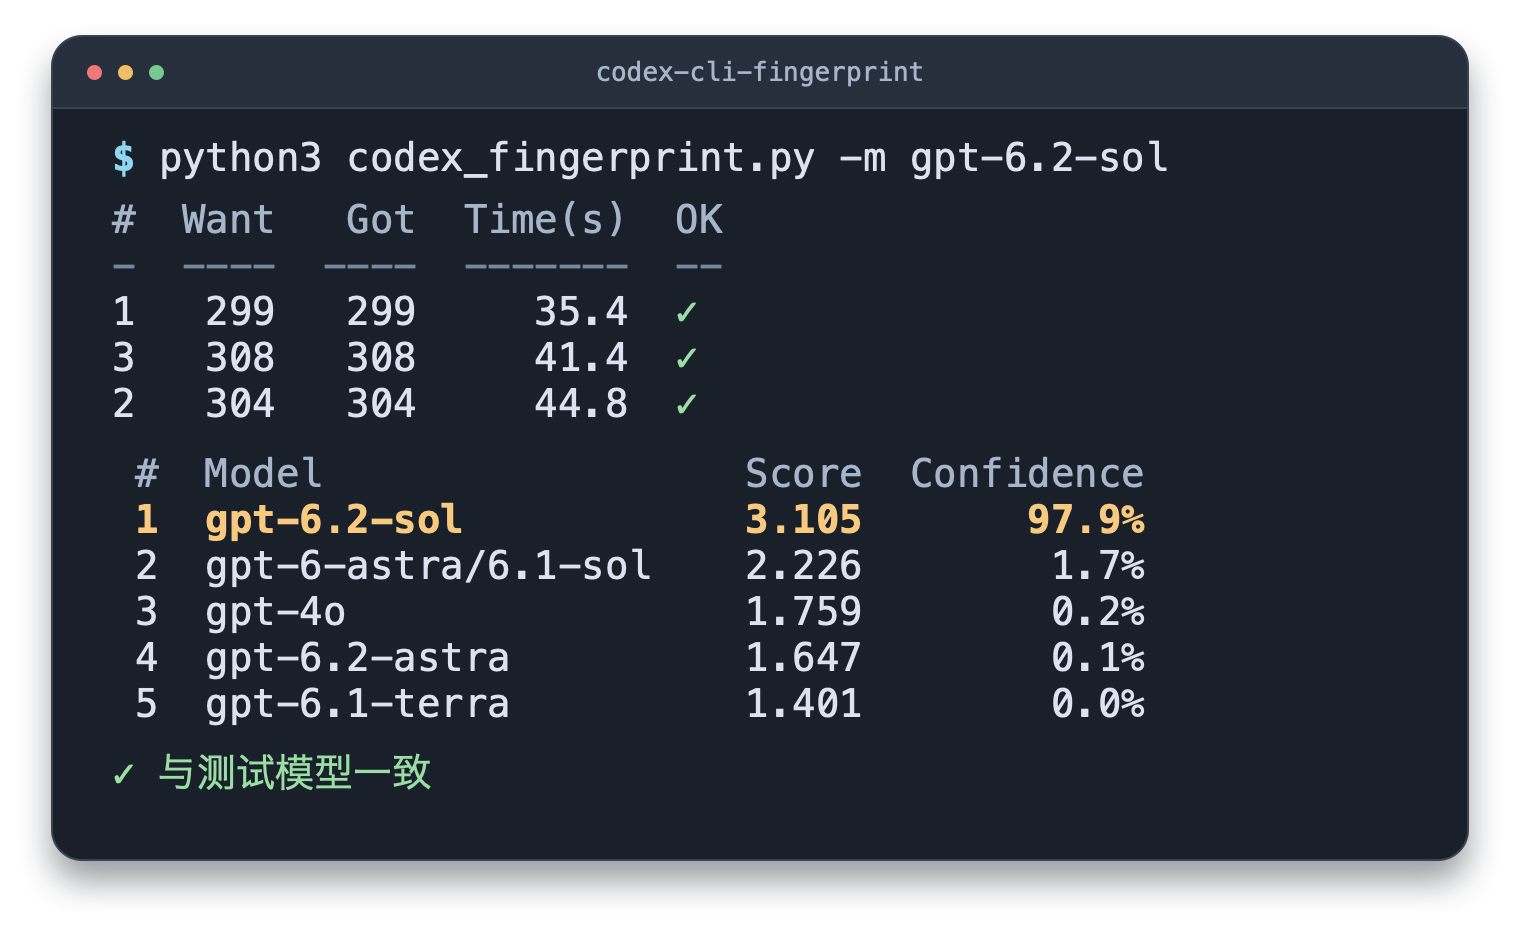 codex-cli-fingerprint
$ python3 codex_fingerprint.py -m gpt-6.2-sol
# Want Got Time(s) OK
- ---- ---- ------- --
1 299 299 35.4 ✓
3 308 308 41.4 ✓
2 304 304 44.8 ✓
# Model Score Confidence
1 gpt-6.2-sol 3.105 97.9%
2 gpt-6-astra/6.1-sol 2.226 1.7%
3 gpt-4o 1.759 0.2%
4 gpt-6.2-astra 1.647 0.1%
5 gpt-6.1-terra 1.401 0.0%
✓ 与测试模型一致